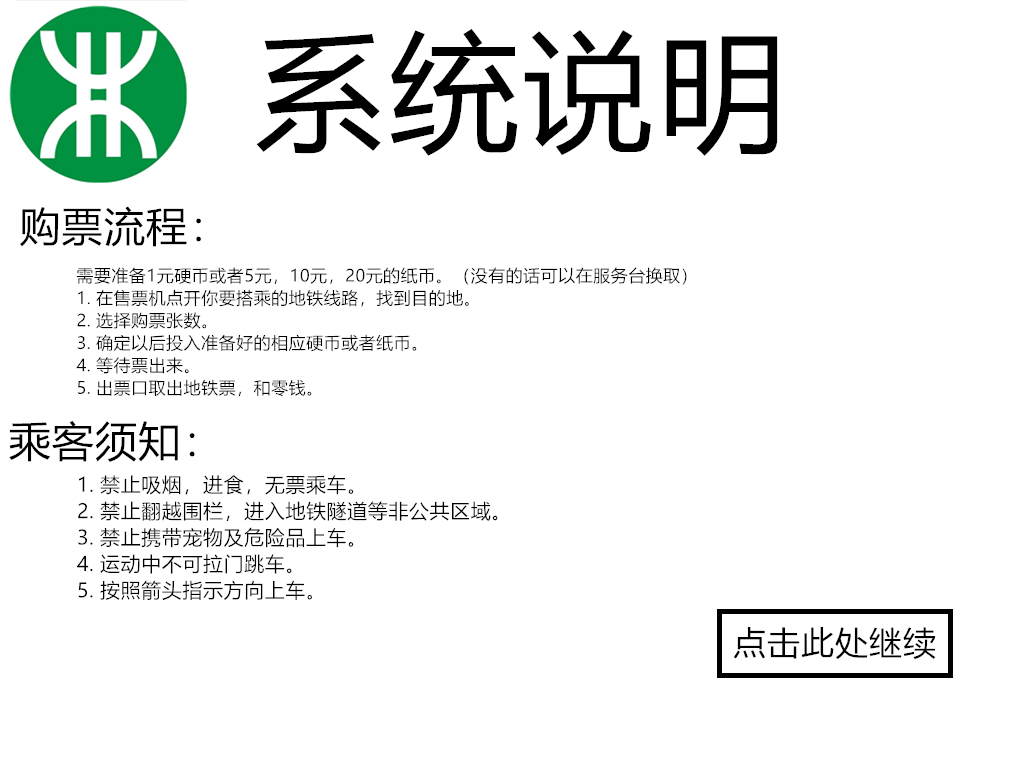 系统说明
购票流程：
需要准备1元硬币或者5元，10元，20元的纸币。（没有的话可以在服务台换取）
1. 在售票机点开你要搭乘的地铁线路，找到目的地。
2. 选择购票张数。
3. 确定以后投入准备好的相应硬币或者纸币。
4. 等待票出来。
5. 出票口取出地铁票，和零钱。
乘客须知：
1. 禁止吸烟，进食，无票乘车。
2. 禁止翻越围栏，进入地铁隧道等非公共区域。
3. 禁止携带宠物及危险品上车。
4. 运动中不可拉门跳车。
5. 按照箭头指示方向上车。
点击此处继续